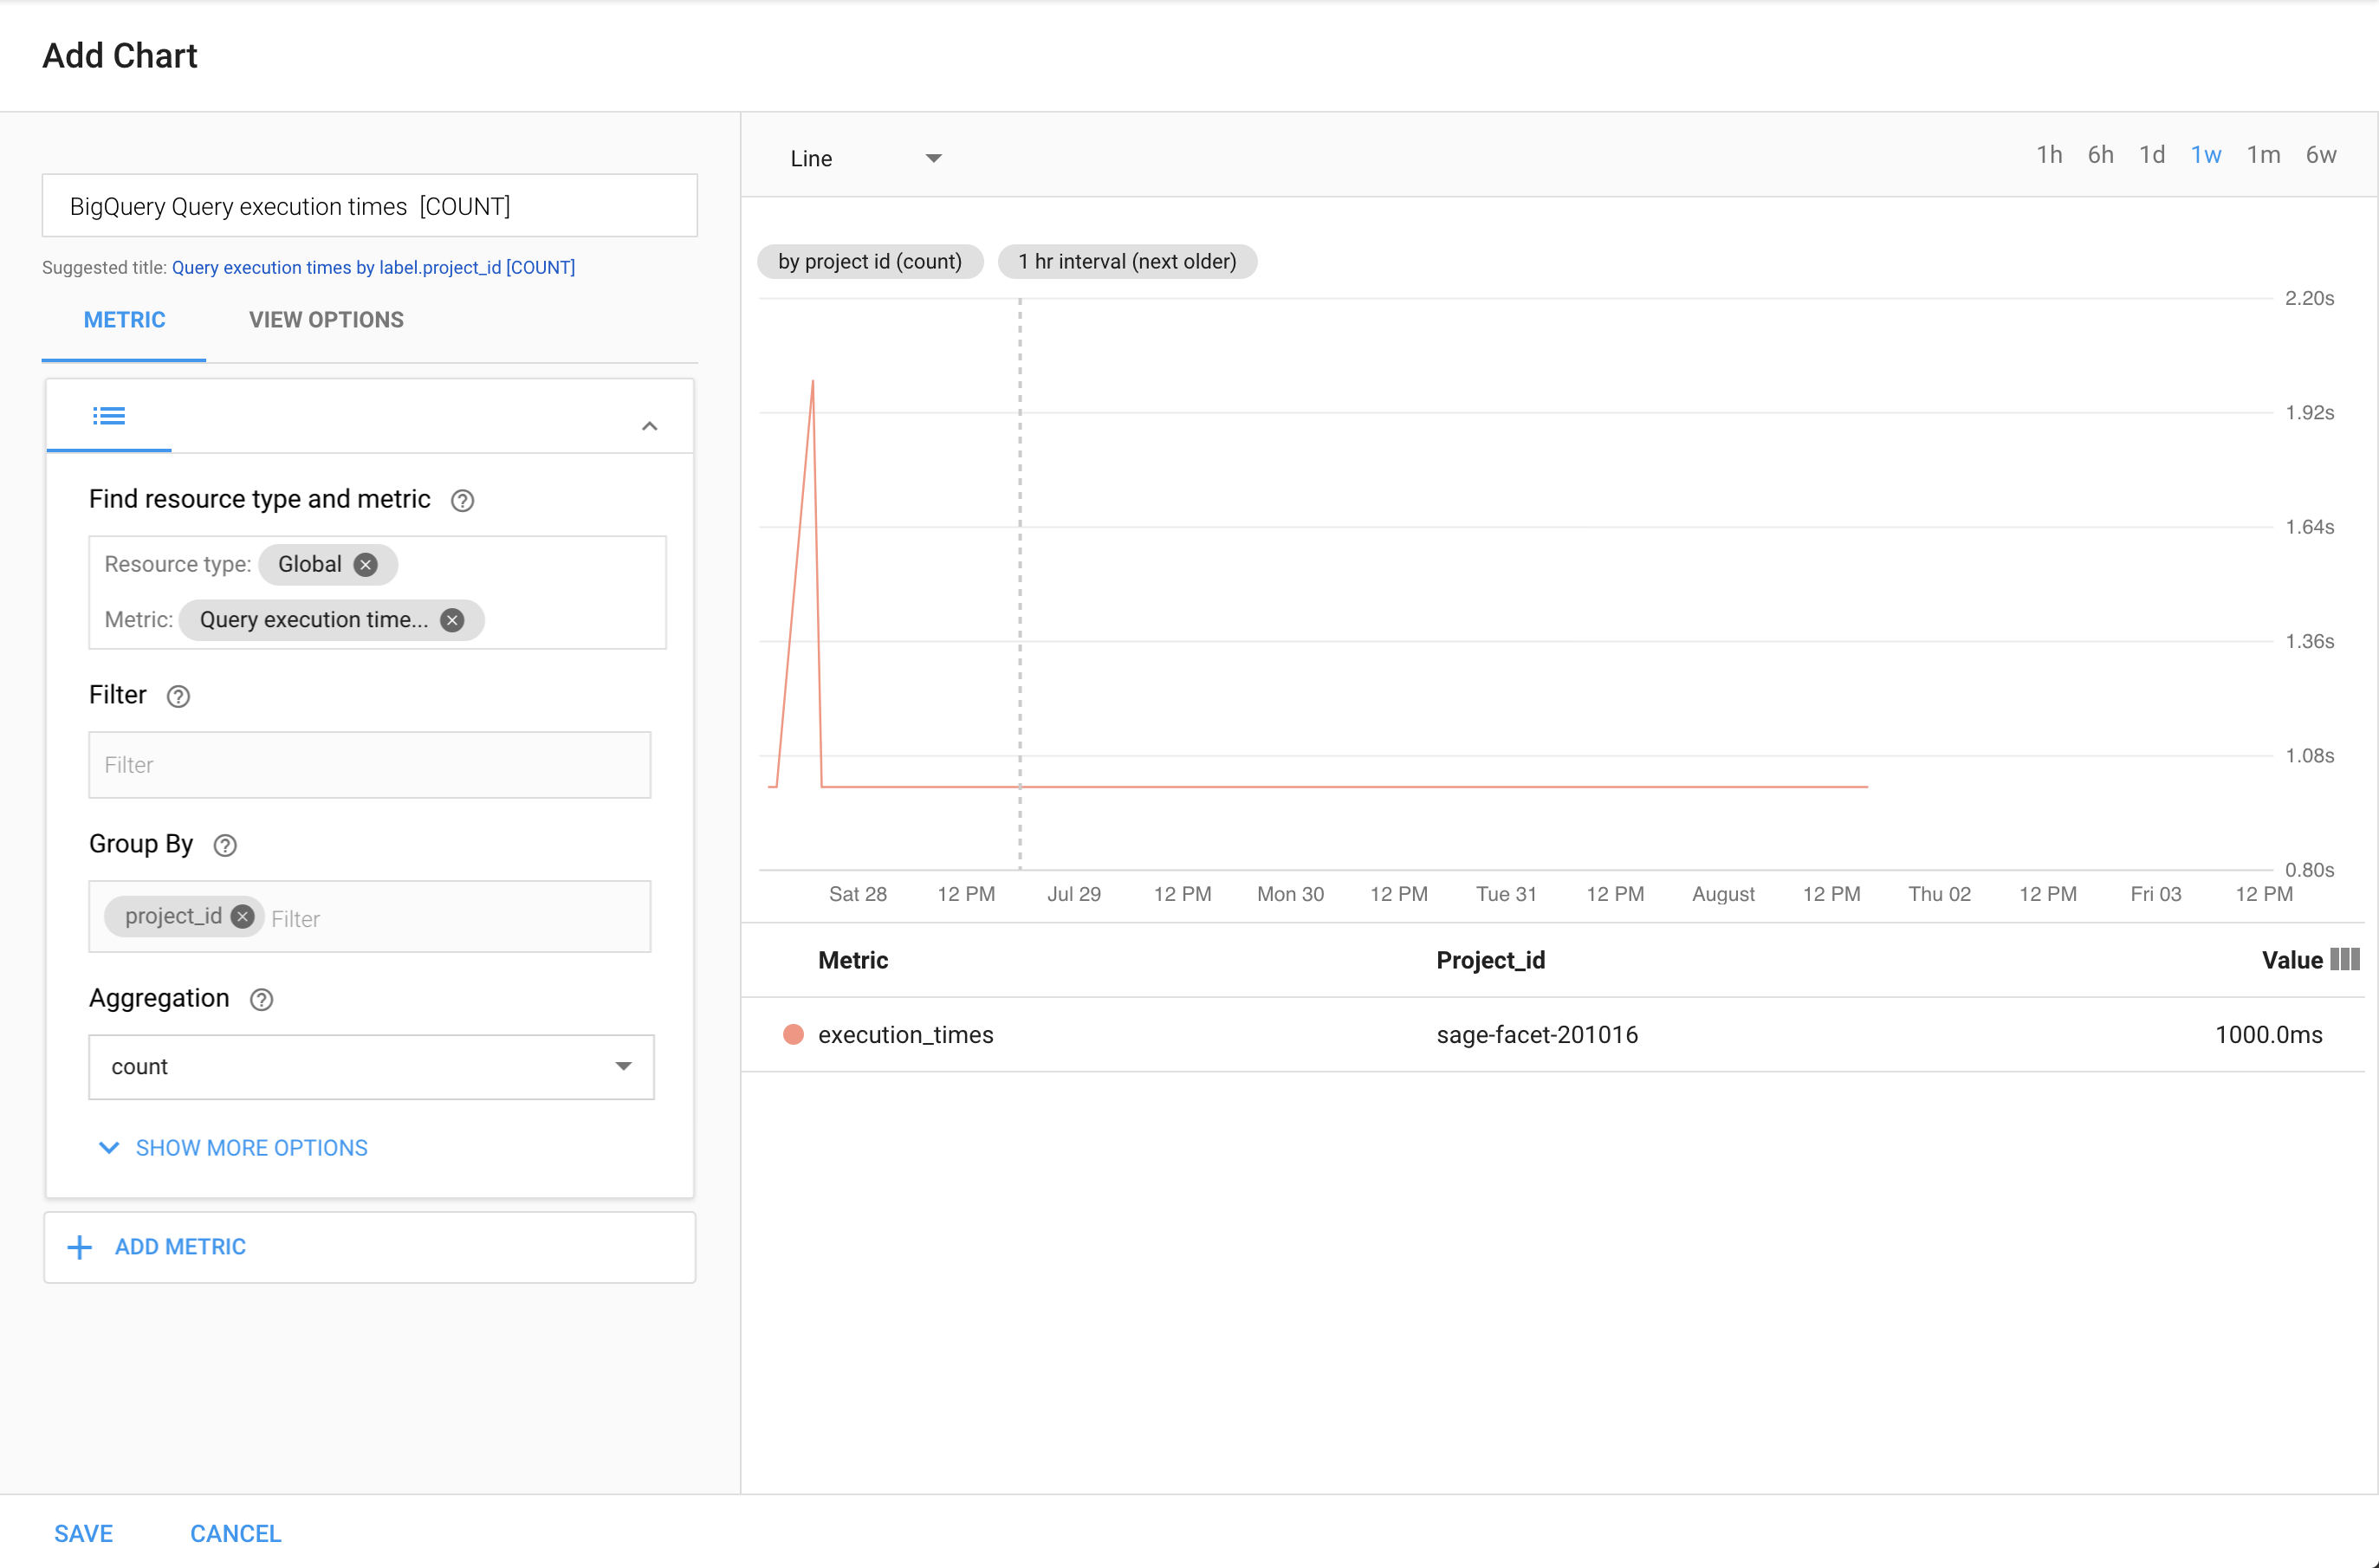 Add Chart
BigQuery Query execution times [COUNT]
Suggested title: Query execution times by label.project_id [COUNT]
METRIC VIEW OPTIONS
Find resource type and metric ?
Resource type: Global
Metric: Query execution time...
Filter ?
Filter
Group By ?
project_id Filter
Aggregation ?
count
SHOW MORE OPTIONS
ADD METRIC
Line
1h 6h 1d 1w 1m 6w
by project id (count) 1 hr interval (next older)
2.20s
1.92s
1.64s
1.36s
1.08s
0.80s
Sat 28 12 PM Jul 29 12 PM Mon 30 12 PM Tue 31 12 PM August 12 PM Thu 02 12 PM Fri 03 12 PM
Metric Project_id Value
execution_times sage-facet-201016 1000.0ms
SAVE CANCEL